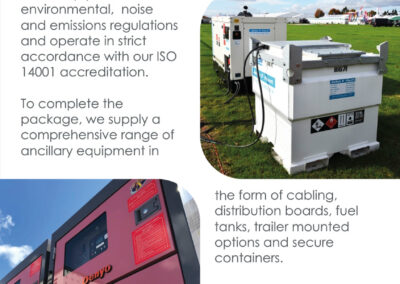 environmental, noise
and emissions regulations
and operate in strict
accordance with our ISO
14001 accreditation.
To complete the
package, we supply a
comprehensive range of
ancillary equipment in
the form of cabling,
distribution boards, fuel
tanks, trailer mounted
options and secure
containers.
Denyo